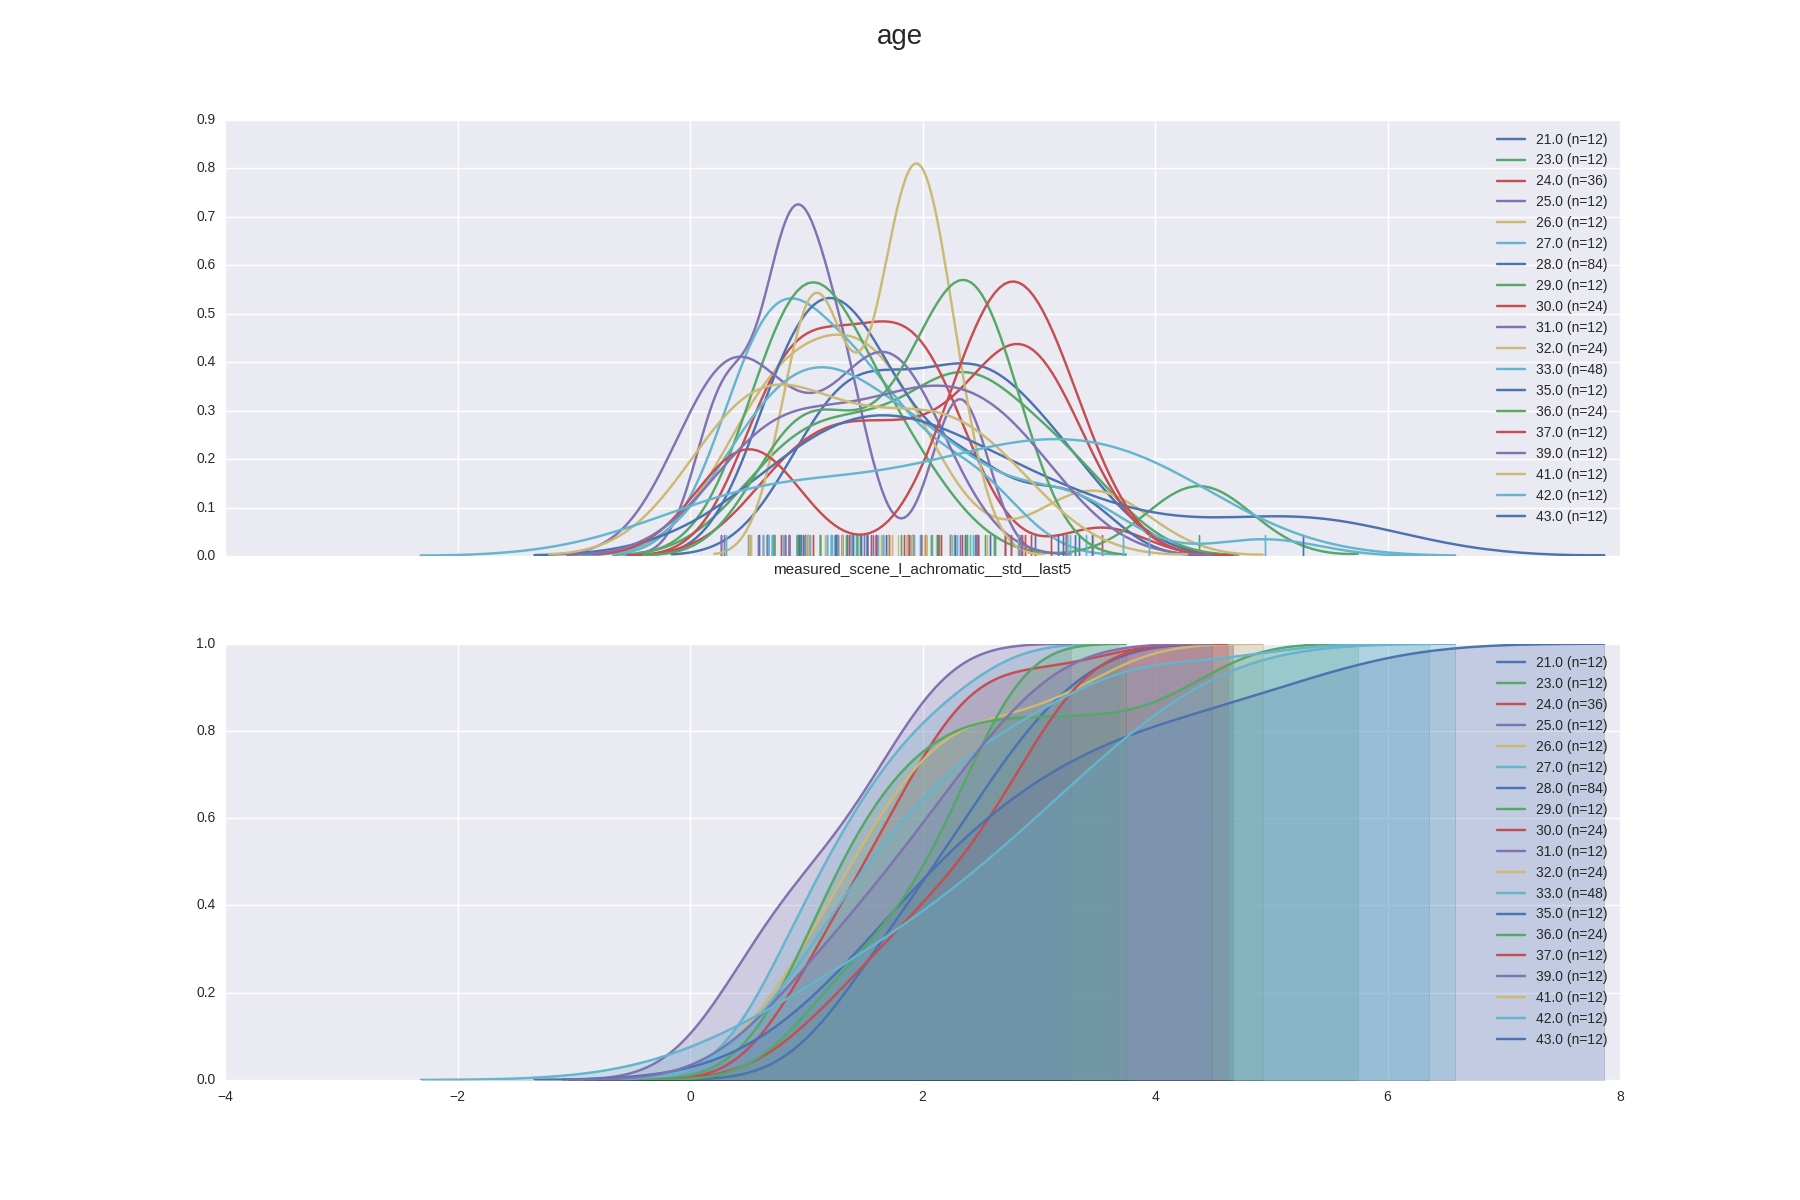 age
0.9
0.8
0.7
0.6
0.5
0.4
0.3
0.2
0.1
0.0
21.0 (n=12)
23.0 (n=12)
24.0 (n=36)
25.0 (n=12)
26.0 (n=12)
27.0 (n=12)
28.0 (n=84)
29.0 (n=12)
30.0 (n=24)
31.0 (n=12)
32.0 (n=24)
33.0 (n=48)
35.0 (n=12)
36.0 (n=24)
37.0 (n=12)
39.0 (n=12)
41.0 (n=12)
42.0 (n=12)
43.0 (n=12)
measured_scene_l_achromatic__std__last5
1.0
0.8
0.6
0.4
0.2
0.0
21.0 (n=12)
23.0 (n=12)
24.0 (n=36)
25.0 (n=12)
26.0 (n=12)
27.0 (n=12)
28.0 (n=84)
29.0 (n=12)
30.0 (n=24)
31.0 (n=12)
32.0 (n=24)
33.0 (n=48)
35.0 (n=12)
36.0 (n=24)
37.0 (n=12)
39.0 (n=12)
41.0 (n=12)
42.0 (n=12)
43.0 (n=12)
−4 −2 0 2 4 6 8